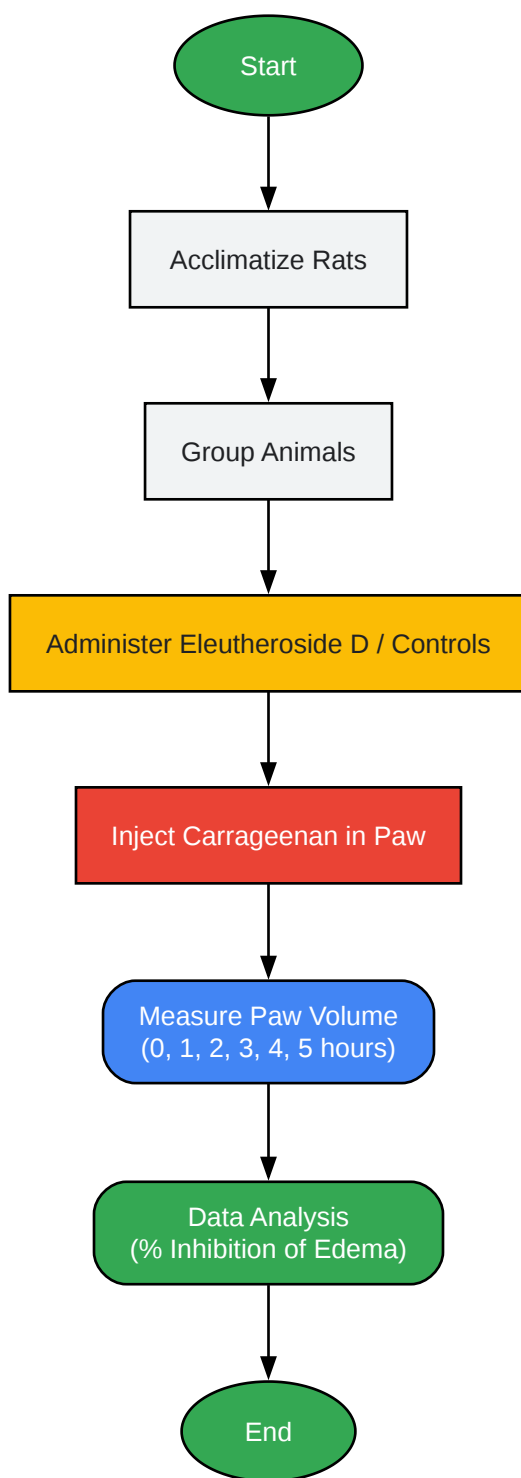 Start
Acclimatize Rats
Group Animals
Administer Eleutheroside D / Controls
Inject Carrageenan in Paw
Measure Paw Volume
(0, 1, 2, 3, 4, 5 hours)
Data Analysis
(% Inhibition of Edema)
End